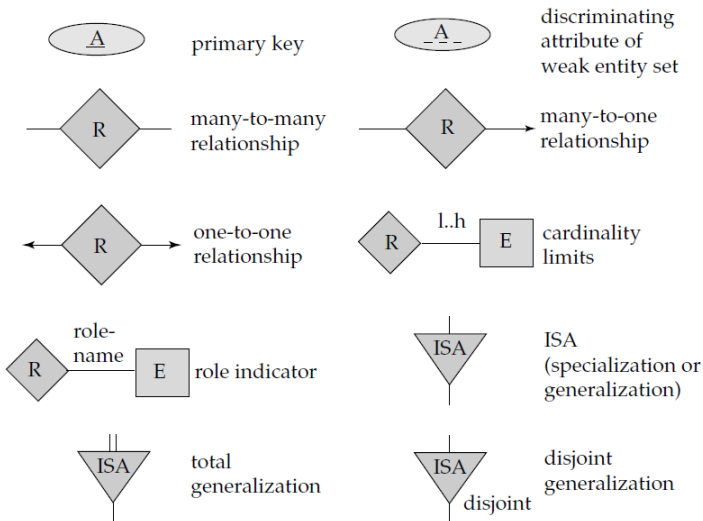 A
primary key
A
discriminating
attribute of
weak entity set
R
many-to-many
relationship
R
many-to-one
relationship
R
one-to-one
relationship
R
l..h
E
cardinality
limits
R
role-
name
E
role indicator
ISA
ISA
(specialization or
generalization)
ISA
total
generalization
ISA
disjoint
disjoint
generalization